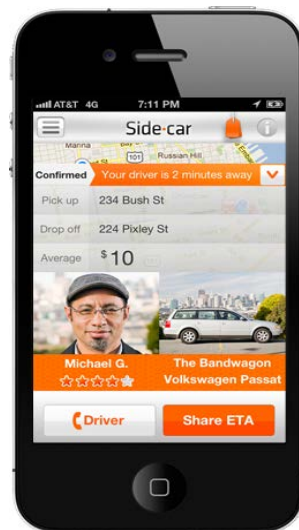 AT&T 4G 7:11 PM
Side•car
Marina
101
Russian Hill
Confirmed Your driver is 2 minutes away
Pick up 234 Bush St
Drop off 224 Pixley St
Average $10
Michael G. The Bandwagon
Volkswagen Passat
Driver Share ETA